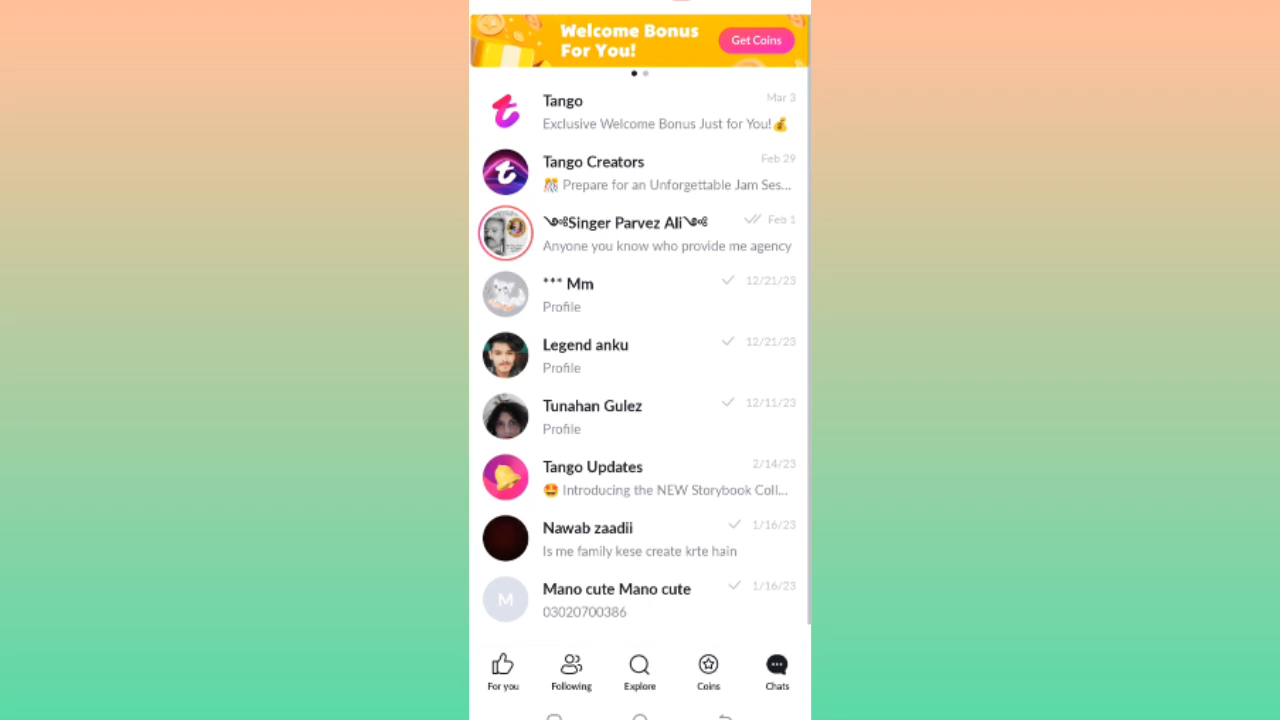 Welcome Bonus
For You!
Get Coins
Tango
Mar 3
Exclusive Welcome Bonus Just for You!💰
Tango Creators
Feb 29
🎊 Prepare for an Unforgettable Jam Ses...
༺Singer Parvez Ali༺
Feb 1
Anyone you know who provide me agency
*** Mm
12/21/23
Profile
Legend anku
12/21/23
Profile
Tunahan Gulez
12/11/23
Profile
Tango Updates
2/14/23
🤩 Introducing the NEW Storybook Coll...
Nawab zaadii
1/16/23
Is me family kese create krte hain
M
Mano cute Mano cute
1/16/23
03020700386
For you
Following
Explore
Coins
Chats